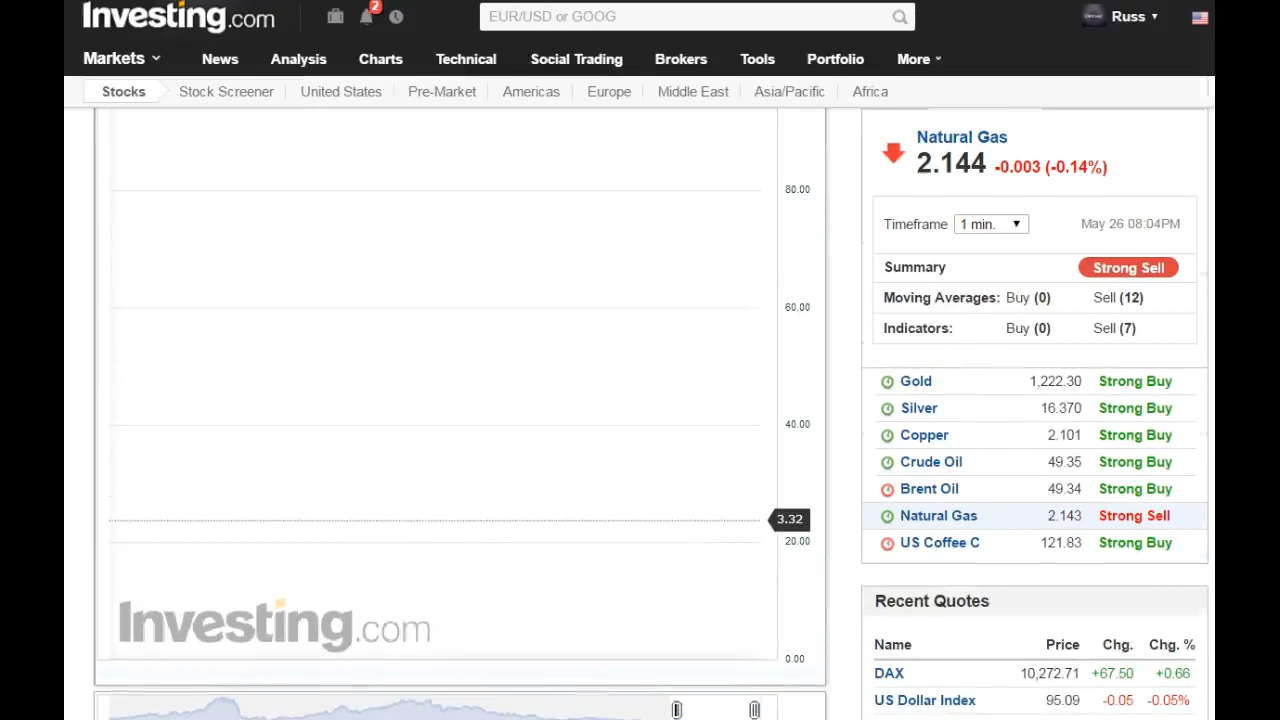 Investing.com
2
EUR/USD or GOOG
Russ
Markets News Analysis Charts Technical Social Trading Brokers Tools Portfolio More
Stocks Stock Screener United States Pre-Market Americas Europe Middle East Asia/Pacific Africa
80.00
60.00
40.00
3.32
20.00
0.00
Investing.com
Natural Gas
2.144 -0.003 (-0.14%)
Timeframe 1 min. May 26 08:04PM
Summary Strong Sell
Moving Averages: Buy (0) Sell (12)
Indicators: Buy (0) Sell (7)
Gold 1,222.30 Strong Buy
Silver 16.370 Strong Buy
Copper 2.101 Strong Buy
Crude Oil 49.35 Strong Buy
Brent Oil 49.34 Strong Buy
Natural Gas 2.143 Strong Sell
US Coffee C 121.83 Strong Buy
Recent Quotes
Name Price Chg. Chg. %
DAX 10,272.71 +67.50 +0.66
US Dollar Index 95.09 -0.05 -0.05%